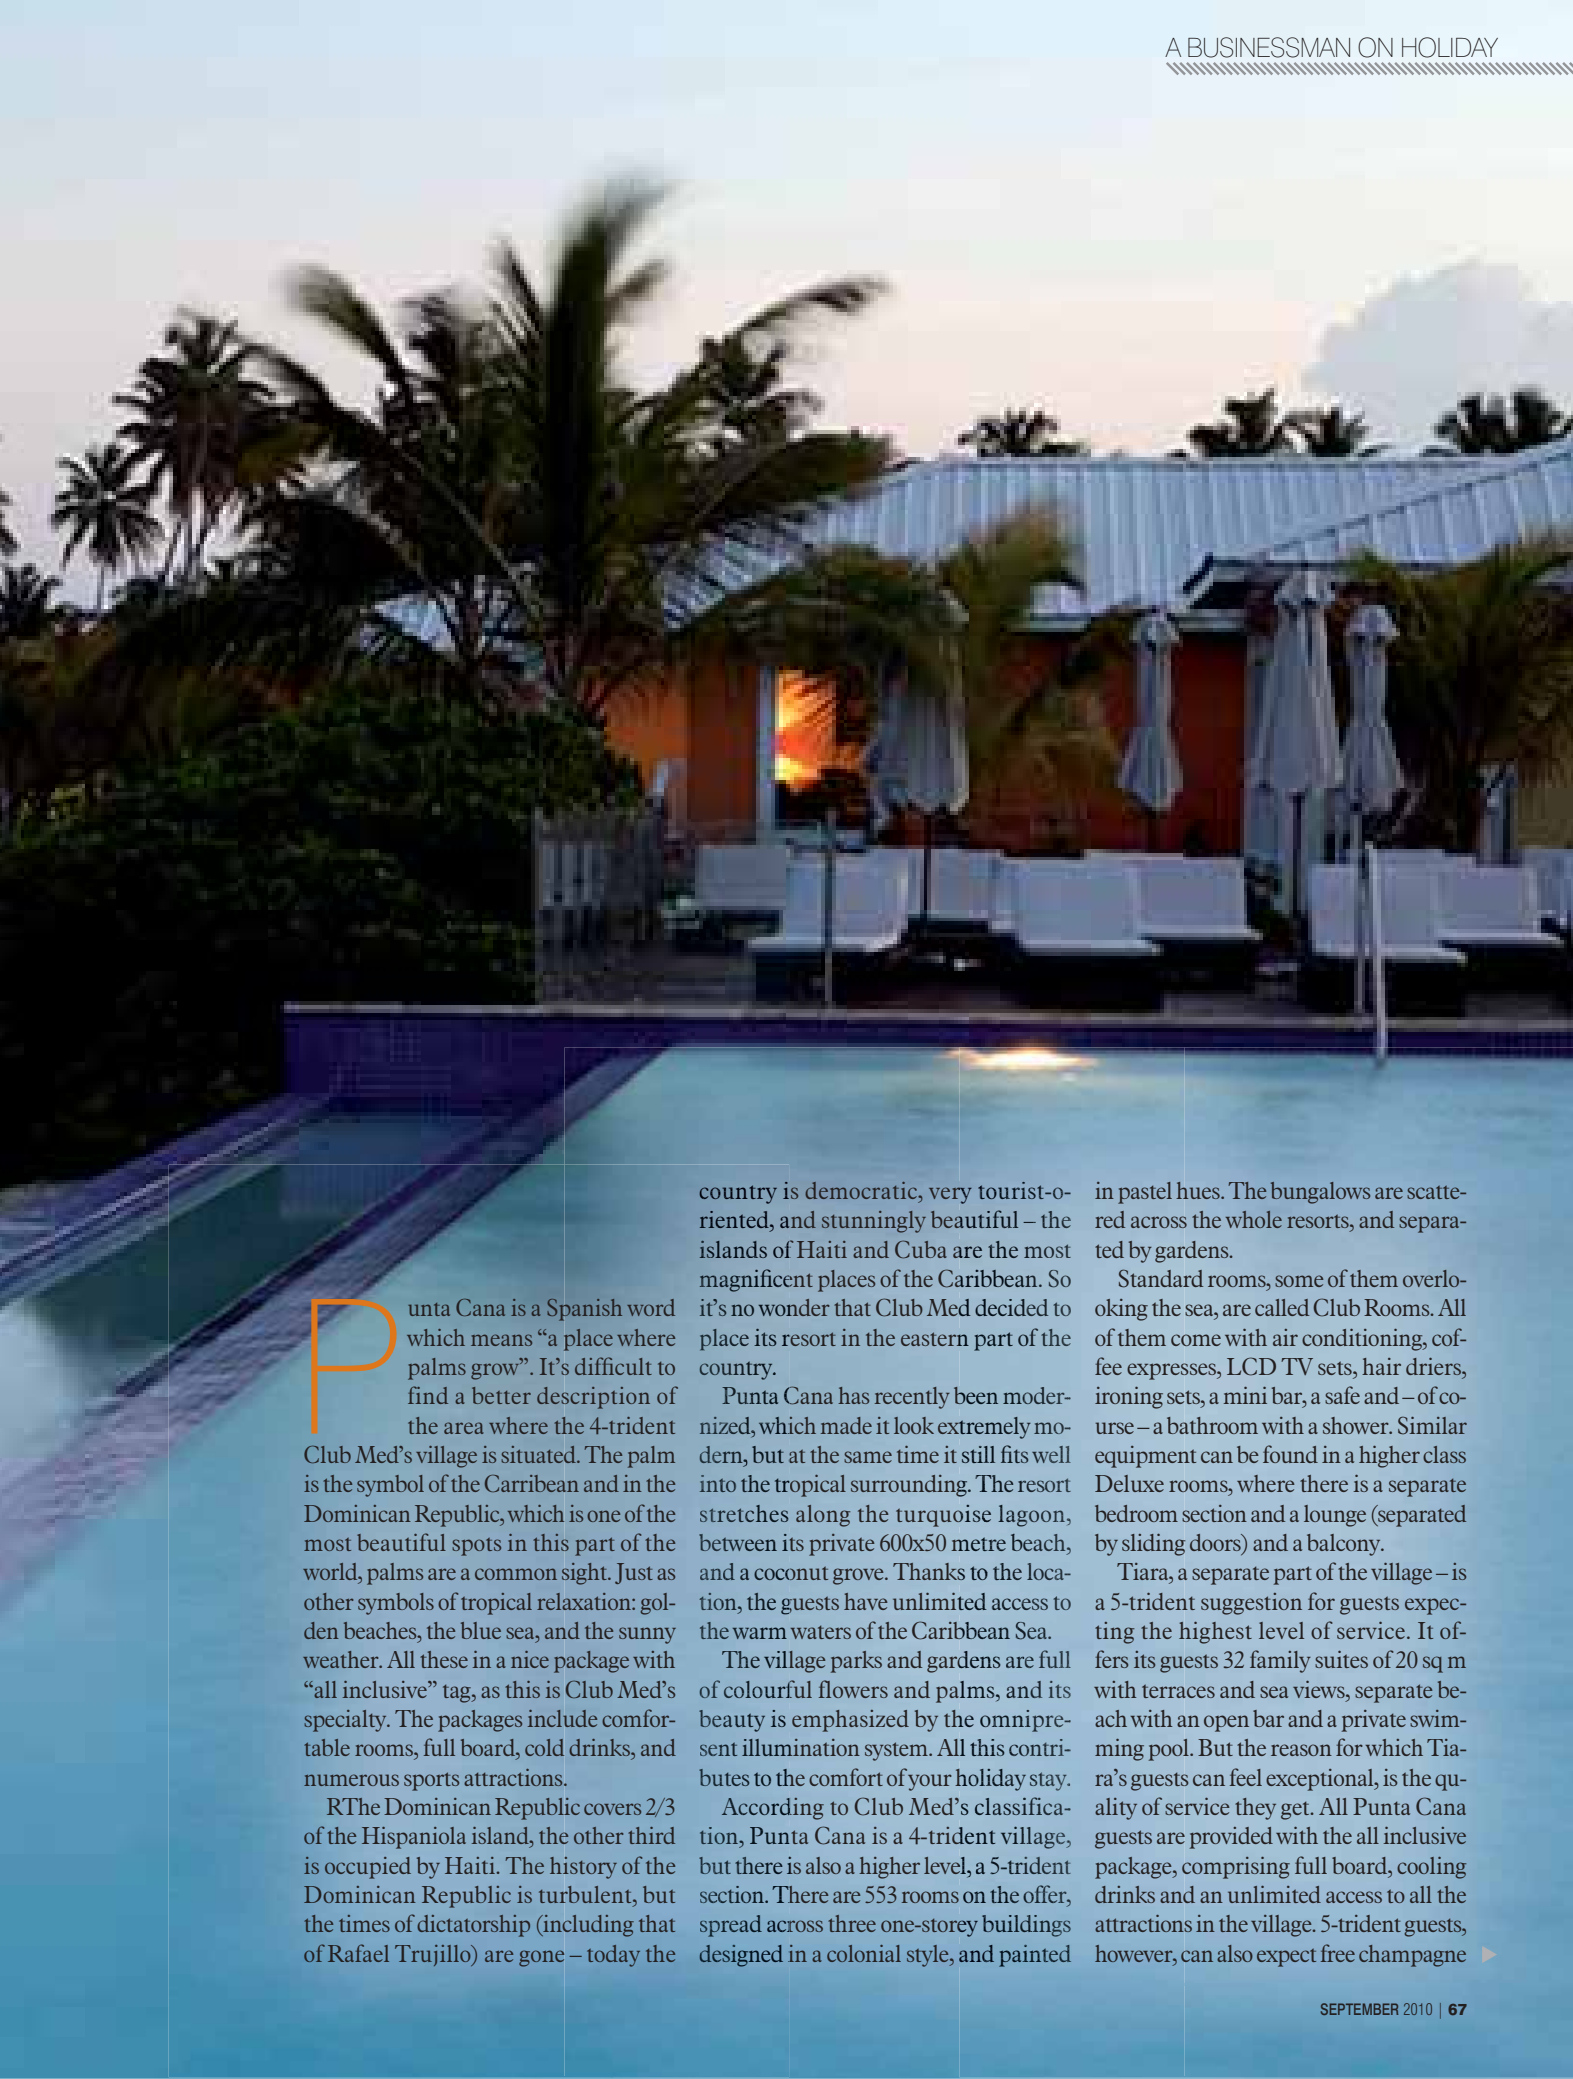 A BUSINESSMAN ON HOLIDAY
Punta Cana is a Spanish word
which means “a place where
palms grow”. It’s difficult to
find a better description of
the area where the 4-trident
Club Med’s village is situated. The palm
is the symbol of the Carribean and in the
Dominican Republic, which is one of the
most beautiful spots in this part of the
world, palms are a common sight. Just as
other symbols of tropical relaxation: gol-
den beaches, the blue sea, and the sunny
weather. All these in a nice package with
“all inclusive” tag, as this is Club Med’s
specialty. The packages include comfor-
table rooms, full board, cold drinks, and
numerous sports attractions.
RThe Dominican Republic covers 2/3
of the Hispaniola island, the other third
is occupied by Haiti. The history of the
Dominican Republic is turbulent, but
the times of dictatorship (including that
of Rafael Trujillo) are gone – today the
country is democratic, very tourist-o-
riented, and stunningly beautiful – the
islands of Haiti and Cuba are the most
magnificent places of the Caribbean. So
it’s no wonder that Club Med decided to
place its resort in the eastern part of the
country.
Punta Cana has recently been moder-
nized, which made it look extremely mo-
dern, but at the same time it still fits well
into the tropical surrounding. The resort
stretches along the turquoise lagoon,
between its private 600x50 metre beach,
and a coconut grove. Thanks to the loca-
tion, the guests have unlimited access to
the warm waters of the Caribbean Sea.
The village parks and gardens are full
of colourful flowers and palms, and its
beauty is emphasized by the omnipre-
sent illumination system. All this contri-
butes to the comfort of your holiday stay.
According to Club Med’s classifica-
tion, Punta Cana is a 4-trident village,
but there is also a higher level, a 5-trident
section. There are 553 rooms on the offer,
spread across three one-storey buildings
designed in a colonial style, and painted
in pastel hues. The bungalows are scatte-
red across the whole resorts, and separa-
ted by gardens.
Standard rooms, some of them overlo-
oking the sea, are called Club Rooms. All
of them come with air conditioning, cof-
fee expresses, LCD TV sets, hair driers,
ironing sets, a mini bar, a safe and – of co-
urse – a bathroom with a shower. Similar
equipment can be found in a higher class
Deluxe rooms, where there is a separate
bedroom section and a lounge (separated
by sliding doors) and a balcony.
Tiara, a separate part of the village – is
a 5-trident suggestion for guests expec-
ting the highest level of service. It of-
fers its guests 32 family suites of 20 sq m
with terraces and sea views, separate be-
ach with an open bar and a private swim-
ming pool. But the reason for which Tia-
ra’s guests can feel exceptional, is the qu-
ality of service they get. All Punta Cana
guests are provided with the all inclusive
package, comprising full board, cooling
drinks and an unlimited access to all the
attractions in the village. 5-trident guests,
however, can also expect free champagne
SEPTEMBER 2010 | 67